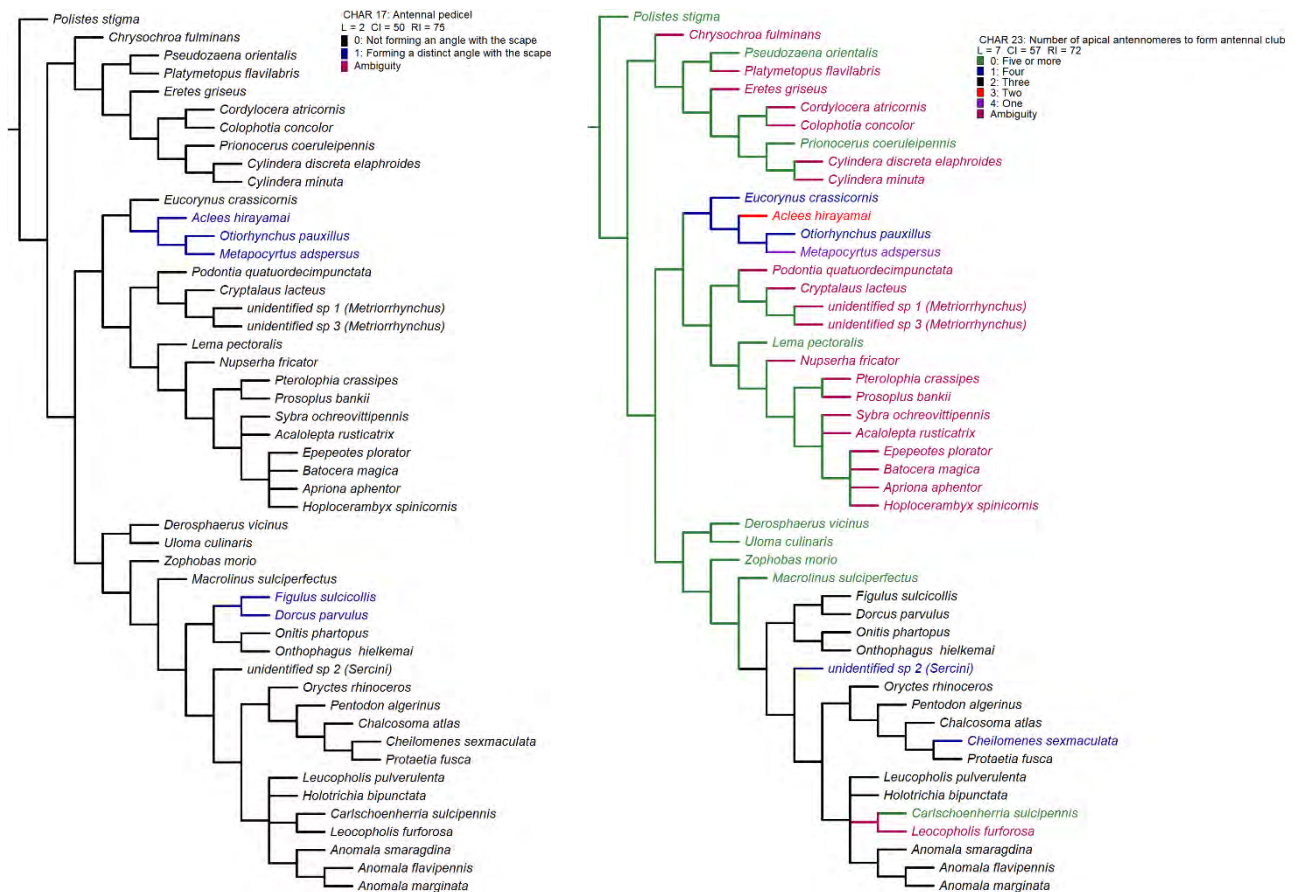 CHAR 17: Antennal pedicel
L = 2 CI = 50 RI = 75
0: Not forming an angle with the scape
1: Forming a distinct angle with the scape
Ambiguity
Polistes stigma
Chrysochroa fulminans
Pseudozaena orientalis
Platymetopus flavilabris
Eretes griseus
Cordylocera atricornis
Colophotia concolor
Prionocerus coeruleipennis
Cylindera discreta elaphroides
Cylindera minuta
Eucorynus crassicornis
Aclees hirayamai
Otiorhynchus pauxillus
Metapocyrtus adspersus
Podontia quatuordecimpunctata
Cryptalaus lacteus
unidentified sp 1 (Metriorrhynchus)
unidentified sp 3 (Metriorrhynchus)
Lema pectoralis
Nupserha fricator
Pterolophia crassipes
Prosoplus bankii
Sybra ochreovittipennis
Acalolepta rusticatrix
Epepeotes plorator
Batocera magica
Apriona aphentor
Hoplocerambyx spinicornis
Derosphaerus vicinus
Uloma culinaris
Zophobas morio
Macrolinus sulciperfectus
Figulus sulcicollis
Dorcus parvulus
Onitis phartopus
Onthophagus hielkemai
unidentified sp 2 (Sercini)
Oryctes rhinoceros
Pentodon algerinus
Chalcosoma atlas
Cheilomenes sexmaculata
Protaetia fusca
Leucopholis pulverulenta
Holotrichia bipunctata
Carlschoenherria sulcipennis
Leocopholis furforosa
Anomala smaragdina
Anomala flavipennis
Anomala marginata
CHAR 23: Number of apical antennomeres to form antennal club
L = 7 CI = 57 RI = 72
0: Five or more
1: Four
2: Three
3: Two
4: One
Ambiguity
Polistes stigma
Chrysochroa fulminans
Pseudozaena orientalis
Platymetopus flavilabris
Eretes griseus
Cordylocera atricornis
Colophotia concolor
Prionocerus coeruleipennis
Cylindera discreta elaphroides
Cylindera minuta
Eucorynus crassicornis
Aclees hirayamai
Otiorhynchus pauxillus
Metapocyrtus adspersus
Podontia quatuordecimpunctata
Cryptalaus lacteus
unidentified sp 1 (Metriorrhynchus)
unidentified sp 3 (Metriorrhynchus)
Lema pectoralis
Nupserha fricator
Pterolophia crassipes
Prosoplus bankii
Sybra ochreovittipennis
Acalolepta rusticatrix
Epepeotes plorator
Batocera magica
Apriona aphentor
Hoplocerambyx spinicornis
Derosphaerus vicinus
Uloma culinaris
Zophobas morio
Macrolinus sulciperfectus
Figulus sulcicollis
Dorcus parvulus
Onitis phartopus
Onthophagus hielkemai
unidentified sp 2 (Sercini)
Oryctes rhinoceros
Pentodon algerinus
Chalcosoma atlas
Cheilomenes sexmaculata
Protaetia fusca
Leucopholis pulverulenta
Holotrichia bipunctata
Carlschoenherria sulcipennis
Leocopholis furforosa
Anomala smaragdina
Anomala flavipennis
Anomala marginata